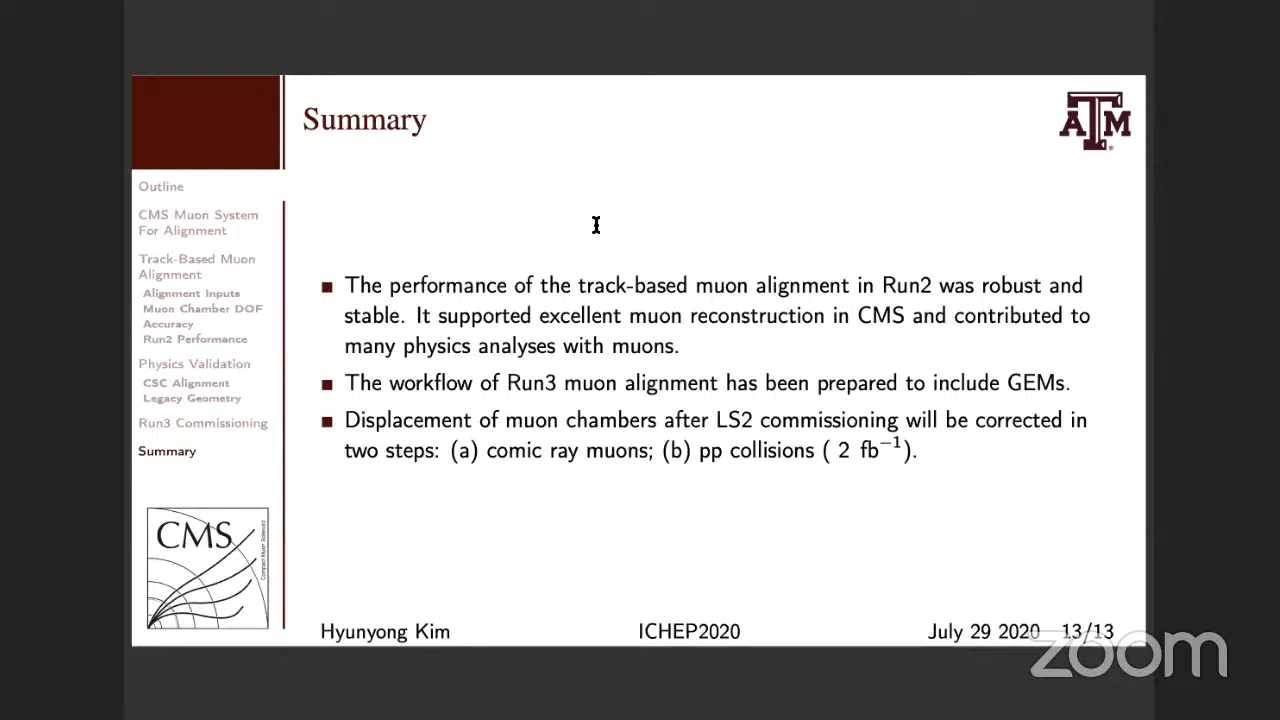 Summary
ATM
Outline
CMS Muon System
For Alignment
Track-Based Muon
Alignment
Alignment Inputs
Muon Chamber DOF
Accuracy
Run2 Performance
Physics Validation
CSC Alignment
Legacy Geometry
Run3 Commissioning
Summary
CMS
Compact Muon Solenoid
■ The performance of the track-based muon alignment in Run2 was robust and
stable. It supported excellent muon reconstruction in CMS and contributed to
many physics analyses with muons.
■ The workflow of Run3 muon alignment has been prepared to include GEMs.
■ Displacement of muon chambers after LS2 commissioning will be corrected in
two steps: (a) comic ray muons; (b) pp collisions ( 2 fb⁻¹).
Hyunyong Kim ICHEP2020 July 29 2020 13/13
zoom